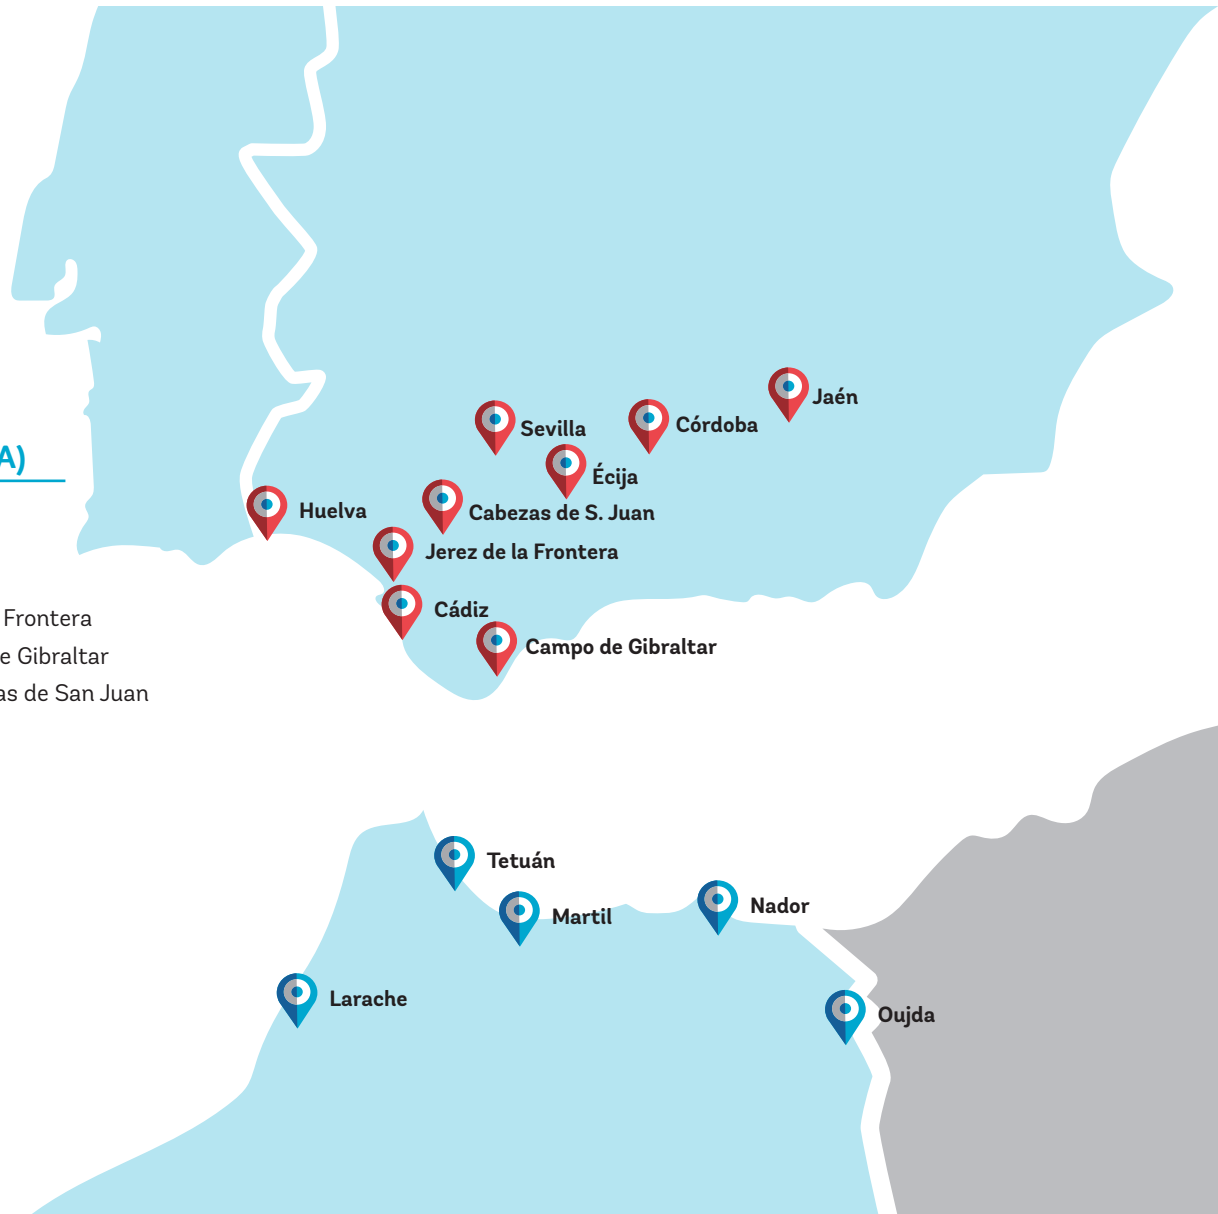 Jaén
Sevilla
Córdoba
A)
Écija
Huelva
Cabezas de S. Juan
Jerez de la Frontera
Cádiz
Frontera
Campo de Gibraltar
e Gibraltar
as de San Juan
Tetuán
Martil
Nador
Larache
Oujda